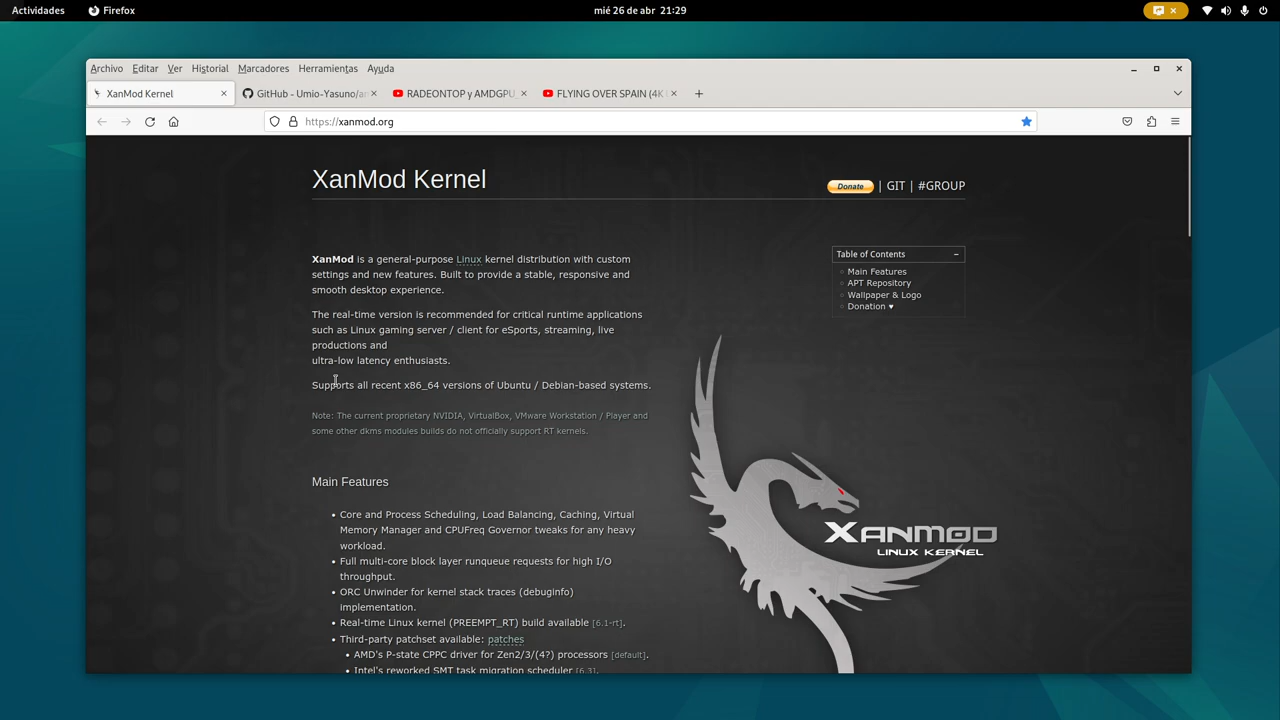 Actividades Firefox mié 26 de abr 21:29
Archivo Editar Ver Historial Marcadores Herramientas Ayuda
XanMod Kernel GitHub - Umio-Yasuno/ar RADEONTOP y AMDGPU FLYING OVER SPAIN (4K
https://xanmod.org
XanMod Kernel
Donate | GIT | #GROUP
XanMod is a general-purpose Linux kernel distribution with custom
settings and new features. Built to provide a stable, responsive and
smooth desktop experience.
The real-time version is recommended for critical runtime applications
such as Linux gaming server / client for eSports, streaming, live
productions and
ultra-low latency enthusiasts.
Supports all recent x86_64 versions of Ubuntu / Debian-based systems.
Note: The current proprietary NVIDIA, VirtualBox, VMware Workstation / Player and
some other dkms modules builds do not officially support RT kernels.
Table of Contents −
Main Features
APT Repository
Wallpaper & Logo
Donation ♥
Main Features
• Core and Process Scheduling, Load Balancing, Caching, Virtual
Memory Manager and CPUFreq Governor tweaks for any heavy
workload.
• Full multi-core block layer runqueue requests for high I/O
throughput.
• ORC Unwinder for kernel stack traces (debuginfo)
implementation.
• Real-time Linux kernel (PREEMPT_RT) build available [6.1-rt].
• Third-party patchset available: patches
• AMD's P-state CPPC driver for Zen2/3/(4?) processors [default].
• Intel's reworked SMT task migration scheduler [6.3].
XANMOD
LINUX KERNEL